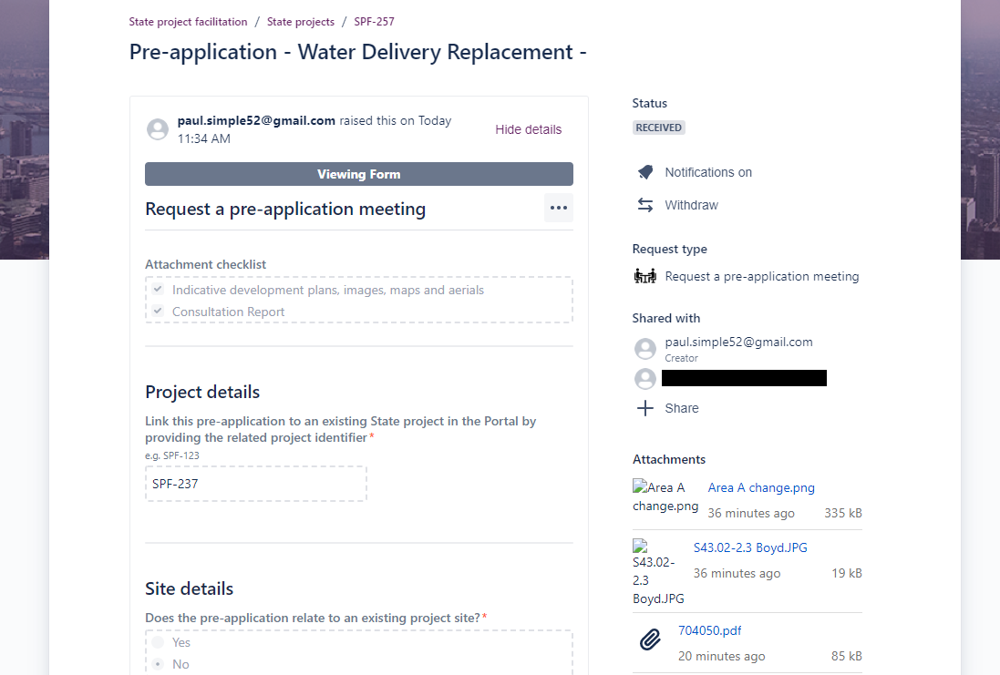 State project facilitation / State projects / SPF-257
Pre-application - Water Delivery Replacement -
paul.simple52@gmail.com raised this on Today
11:34 AM
Hide details
Viewing Form
Request a pre-application meeting
Attachment checklist
Indicative development plans, images, maps and aerials
Consultation Report
Project details
Link this pre-application to an existing State project in the Portal by
providing the related project identifier*
e.g. SPF-123
SPF-237
Site details
Does the pre-application relate to an existing project site?*
Yes
No
Status
RECEIVED
Notifications on
Withdraw
Request type
Request a pre-application meeting
Shared with
paul.simple52@gmail.com
Creator
Share
Attachments
Area A
change.png
Area A change.png
36 minutes ago 335 kB
S43.02-
2.3
Boyd.JPG
S43.02-2.3 Boyd.JPG
36 minutes ago 19 kB
704050.pdf
20 minutes ago 85 kB